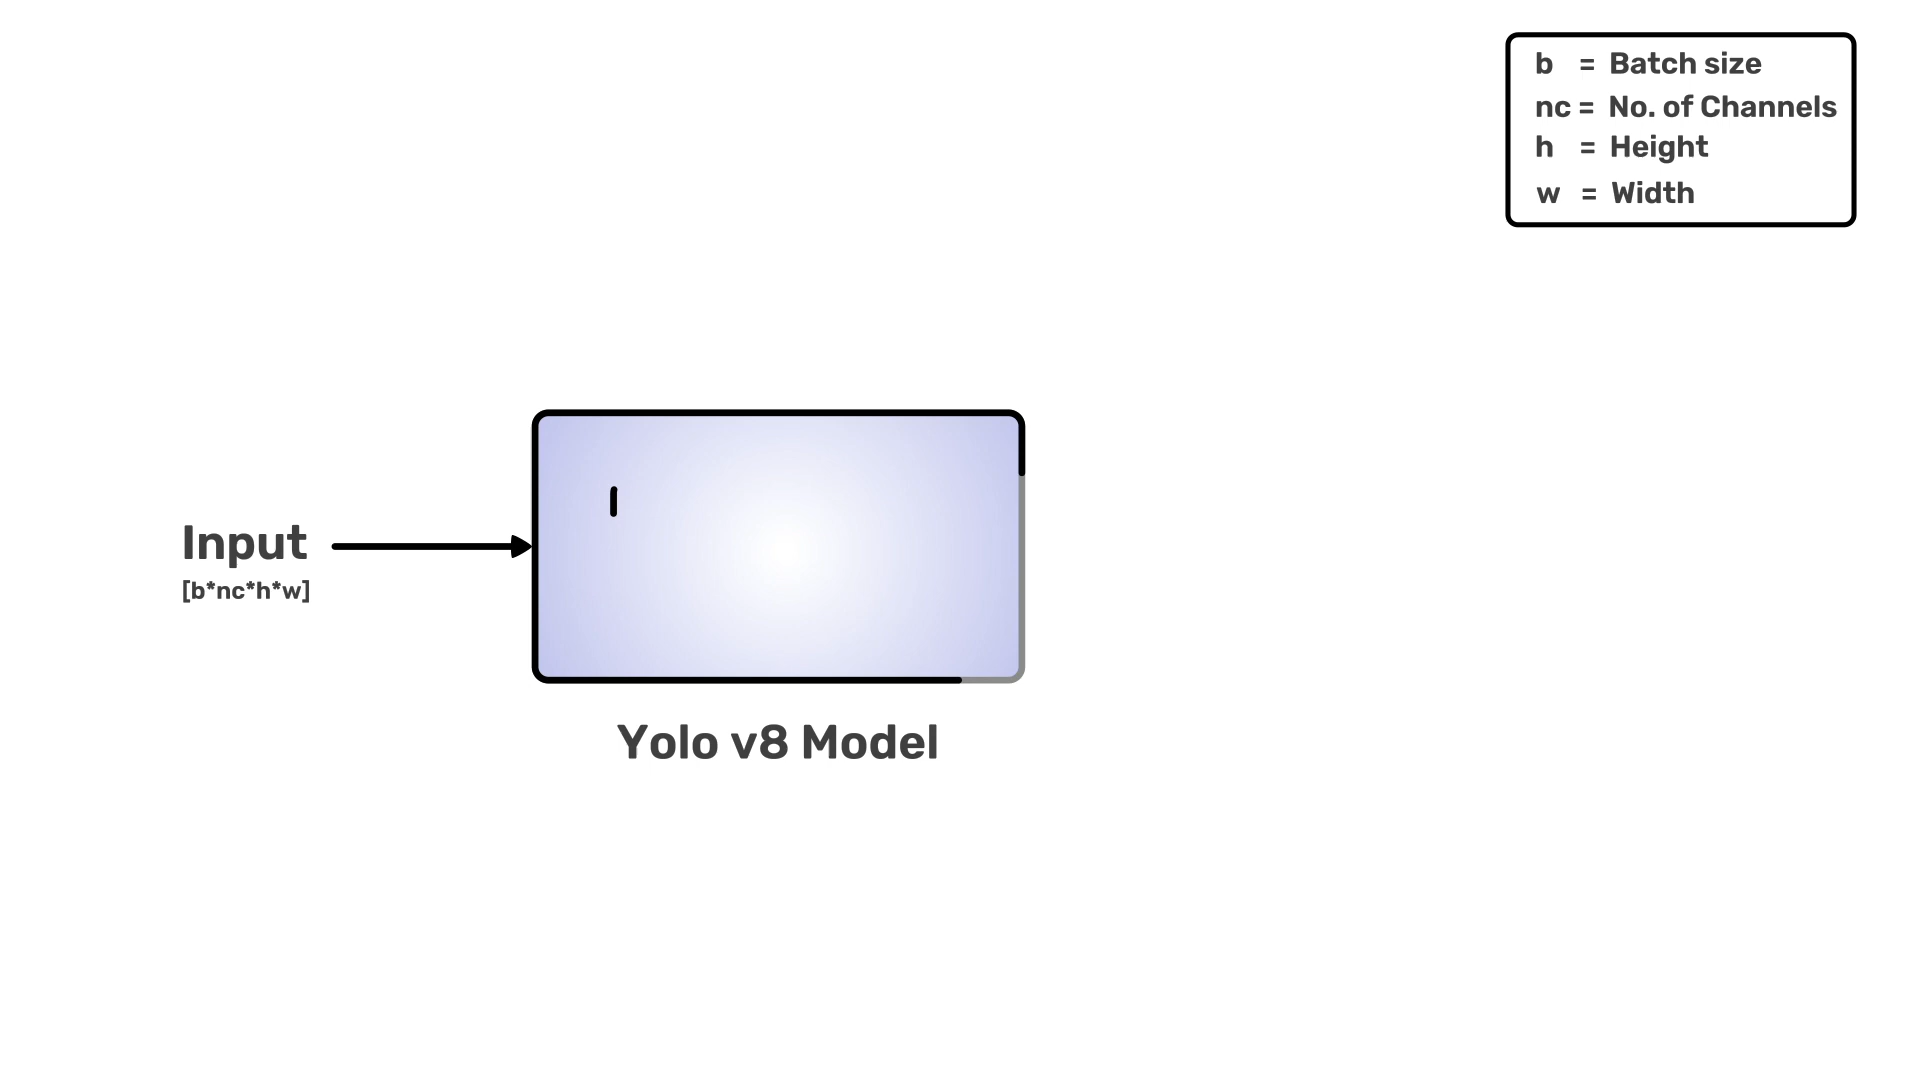 b = Batch size
nc = No. of Channels
h = Height
w = Width
Input
[b*nc*h*w]
Yolo v8 Model